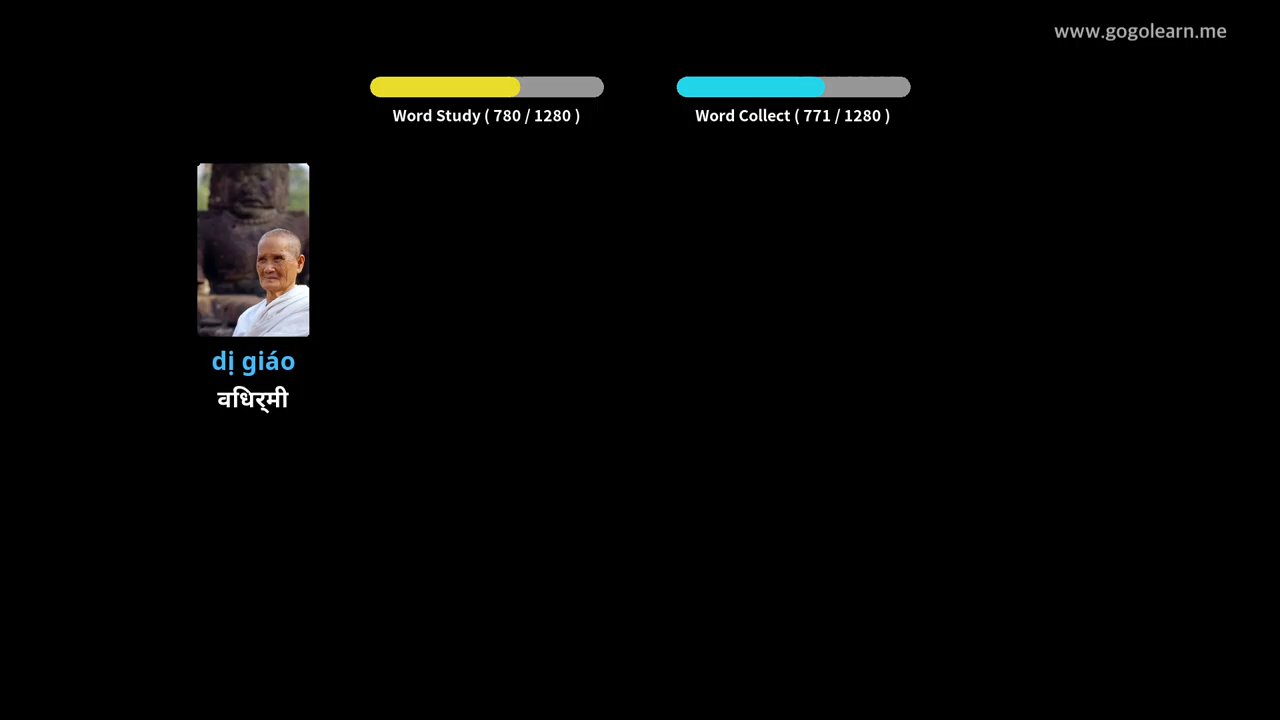 www.gogolearn.me
Word Study ( 780 / 1280 )
Word Collect ( 771 / 1280 )
dị giáo
वधिर्मी